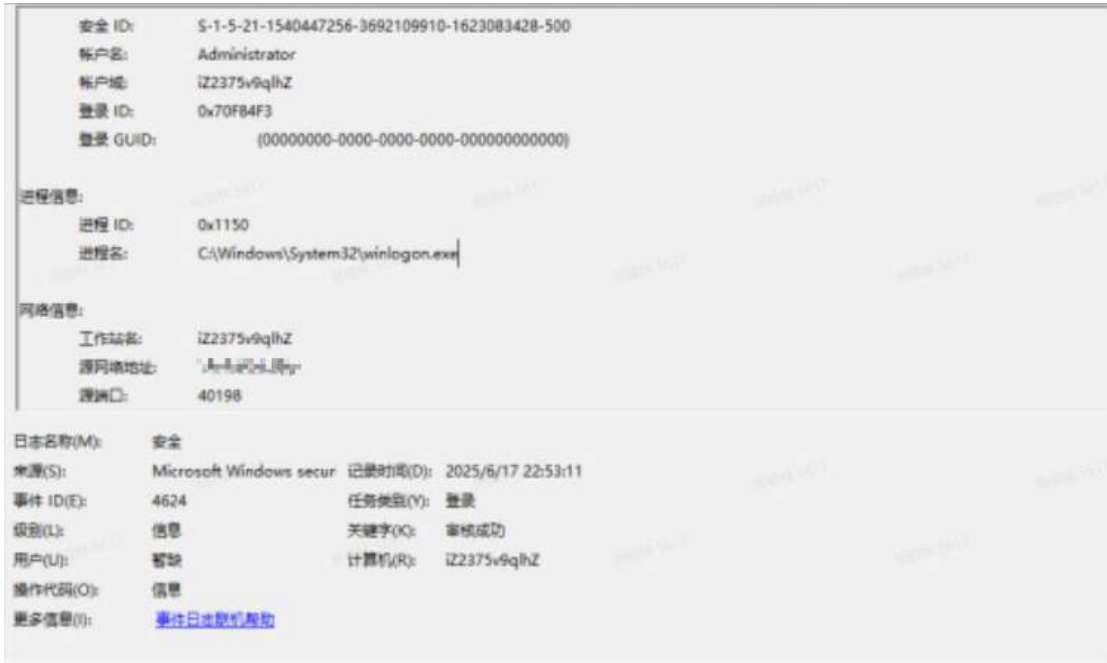 安全 ID: S-1-5-21-1540447256-3692109910-1623083428-500
帐户名: Administrator
帐户域: iZ2375v9qlhZ
登录 ID: 0x70F84F3
登录 GUID: {00000000-0000-0000-0000-000000000000}
进程信息:
进程 ID: 0x1150
进程名: C:\Windows\System32\winlogon.exe
网络信息:
工作站名: iZ2375v9qlhZ
源网络地址:
源端口: 40198
日志名称(M): 安全
来源(S): Microsoft Windows secur 记录时间(D): 2025/6/17 22:53:11
事件 ID(E): 4624 任务类别(Y): 登录
级别(L): 信息 关键字(K): 审核成功
用户(U): 暂缺 计算机(R): iZ2375v9qlhZ
操作代码(O): 信息
更多信息(I): 事件日志联机帮助